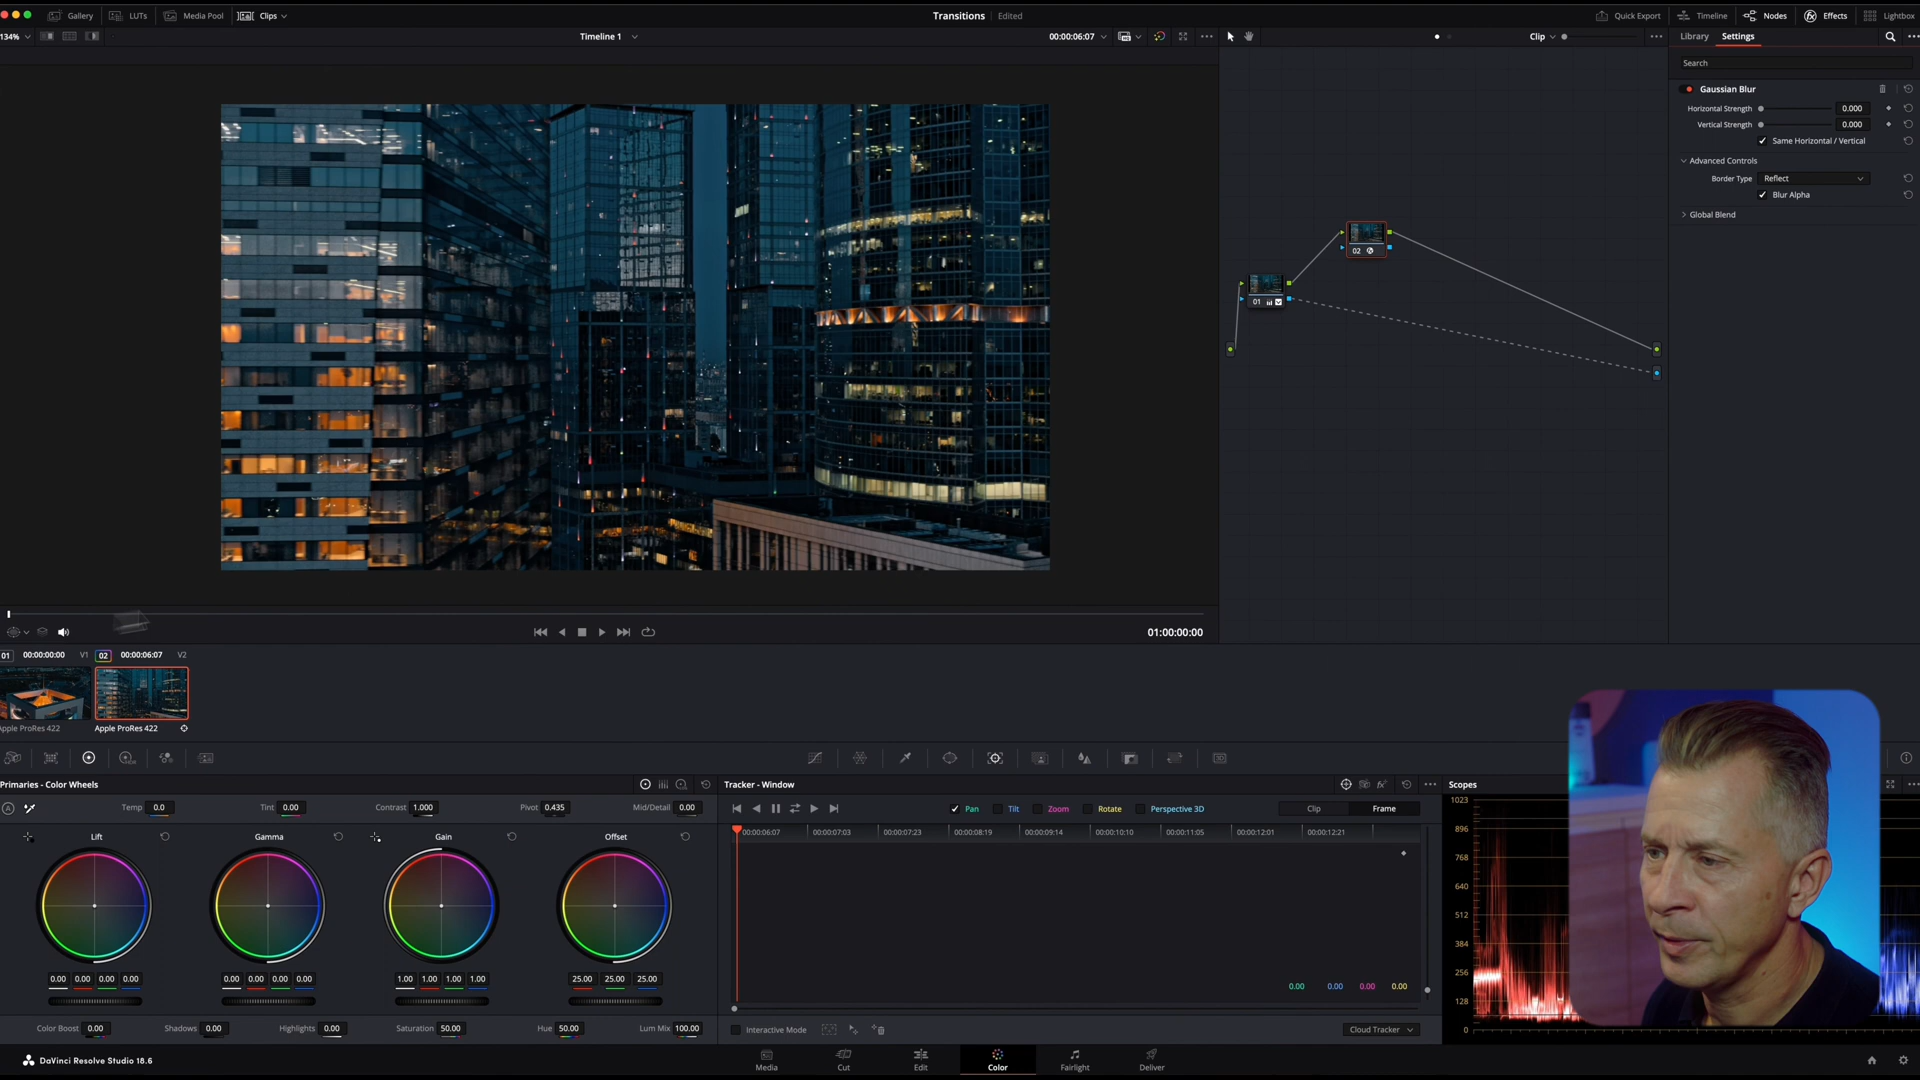 Gallery LUTs Media Pool Clips Transitions Edited Quick Export Timeline Nodes Effects Lightbox
134% Timeline 1 00:00:06:07 Clip Library Settings
Search
Gaussian Blur
Horizontal Strength 0.000
Vertical Strength 0.000
Same Horizontal / Vertical
Advanced Controls
Border Type Reflect
Blur Alpha
Global Blend
02
01
01:00:00:00
01 00:00:00:00 V1 02 00:00:06:07 V2
Apple ProRes 422 Apple ProRes 422
Primaries - Color Wheels Tracker - Window Scopes
Temp 0.0 Tint 0.00 Contrast 1.000 Pivot 0.435 Mid/Detail 0.00 Pan Tilt Zoom Rotate Perspective 3D Clip Frame
Lift Gamma Gain Offset
00:00:06:07 00:00:07:03 00:00:07:23 00:00:08:19 00:00:09:14 00:00:10:10 00:00:11:05 00:00:12:01 00:00:12:21
1023
896
768
640
512
384
256
128
0
0.00 0.00 0.00 0.00 0.00 0.00 0.00 0.00 1.00 1.00 1.00 1.00 25.00 25.00 25.00
0.00 0.00 0.00 0.00
Color Boost 0.00 Shadows 0.00 Highlights 0.00 Saturation 50.00 Hue 50.00 Lum Mix 100.00 Interactive Mode Cloud Tracker
DaVinci Resolve Studio 18.6 Media Cut Edit Color Fairlight Deliver